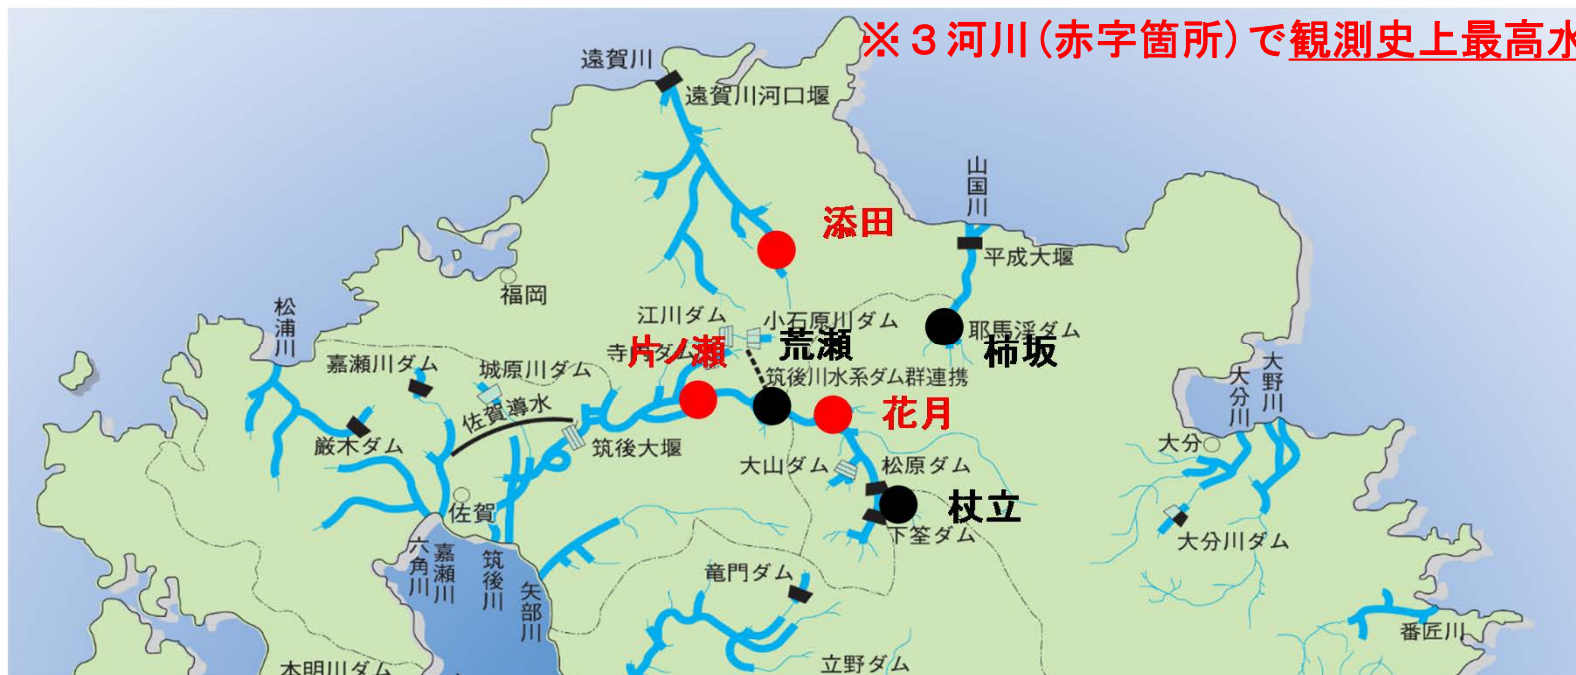 ※３河川（赤字箇所）で観測史上最高水
遠賀川
遠賀川河口堰
山国川
添田
平成大堰
福岡
松浦川
江川ダム
小石原川ダム
耶馬渓ダム
荒瀬
柿坂
寺内ダム
片ノ瀬
嘉瀬川ダム
城原川ダム
筑後川水系ダム群連携
大野川
大分川
佐賀導水
花月
厳木ダム
筑後大堰
大分
大山ダム
松原ダム
佐賀
杖立
下筌ダム
大分川ダム
六角川
嘉瀬川
筑後川
矢部川
竜門ダム
番匠川
立野ダム
本明川ダム